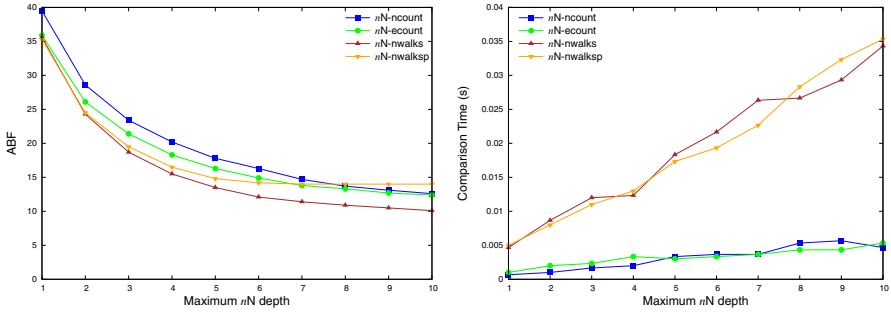 40
35
30
25
20
15
10
5
0
ABF
1 2 3 4 5 6 7 8 9 10
Maximum nN depth
nN-ncount
nN-ecount
nN-nwalks
nN-nwalksp
0.04
0.035
0.03
0.025
0.02
0.015
0.01
0.005
0
Comparison Time (s)
1 2 3 4 5 6 7 8 9 10
Maximum nN depth
nN-ncount
nN-ecount
nN-nwalks
nN-nwalksp